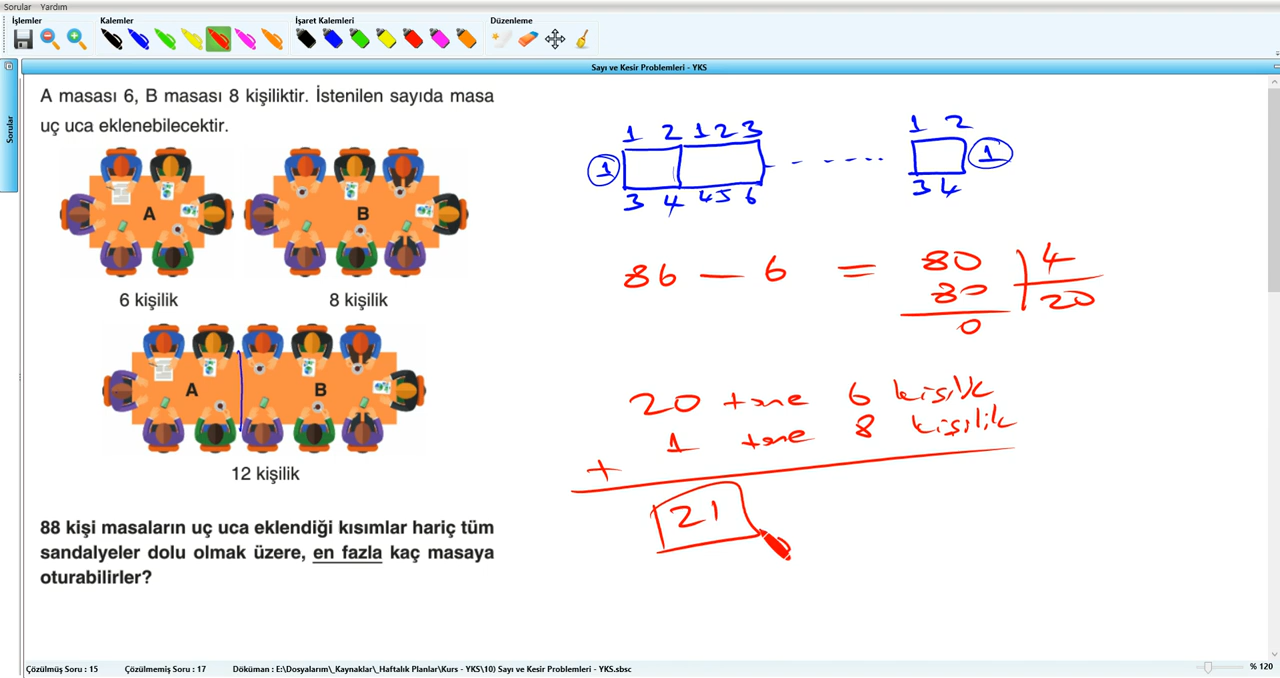 Sorular Yardım
İşlemler Kalemler İşaret Kalemleri Düzenleme
Sayı ve Kesir Problemleri - YKS
Sorular
A masası 6, B masası 8 kişiliktir. İstenilen sayıda masa
uç uca eklenebilecektir.
A B
6 kişilik 8 kişilik
A B
12 kişilik
88 kişi masaların uç uca eklendiği kısımlar hariç tüm
sandalyeler dolu olmak üzere, en fazla kaç masaya
oturabilirler?
1 2 1 2 3 1 2
1 1
3 4 4 5 6 3 4
86 — 6 = 80 4
80 20
0
20 tane 6 kişilik
1 tane 8 kişilik
+
21
Çözülmüş Soru : 15 Çözülmemiş Soru : 17 Döküman : E:\Dosyalarım\_Kaynaklar\_Haftalık Planlar\Kurs - YKS\10) Sayı ve Kesir Problemleri - YKS.sbsc % 120